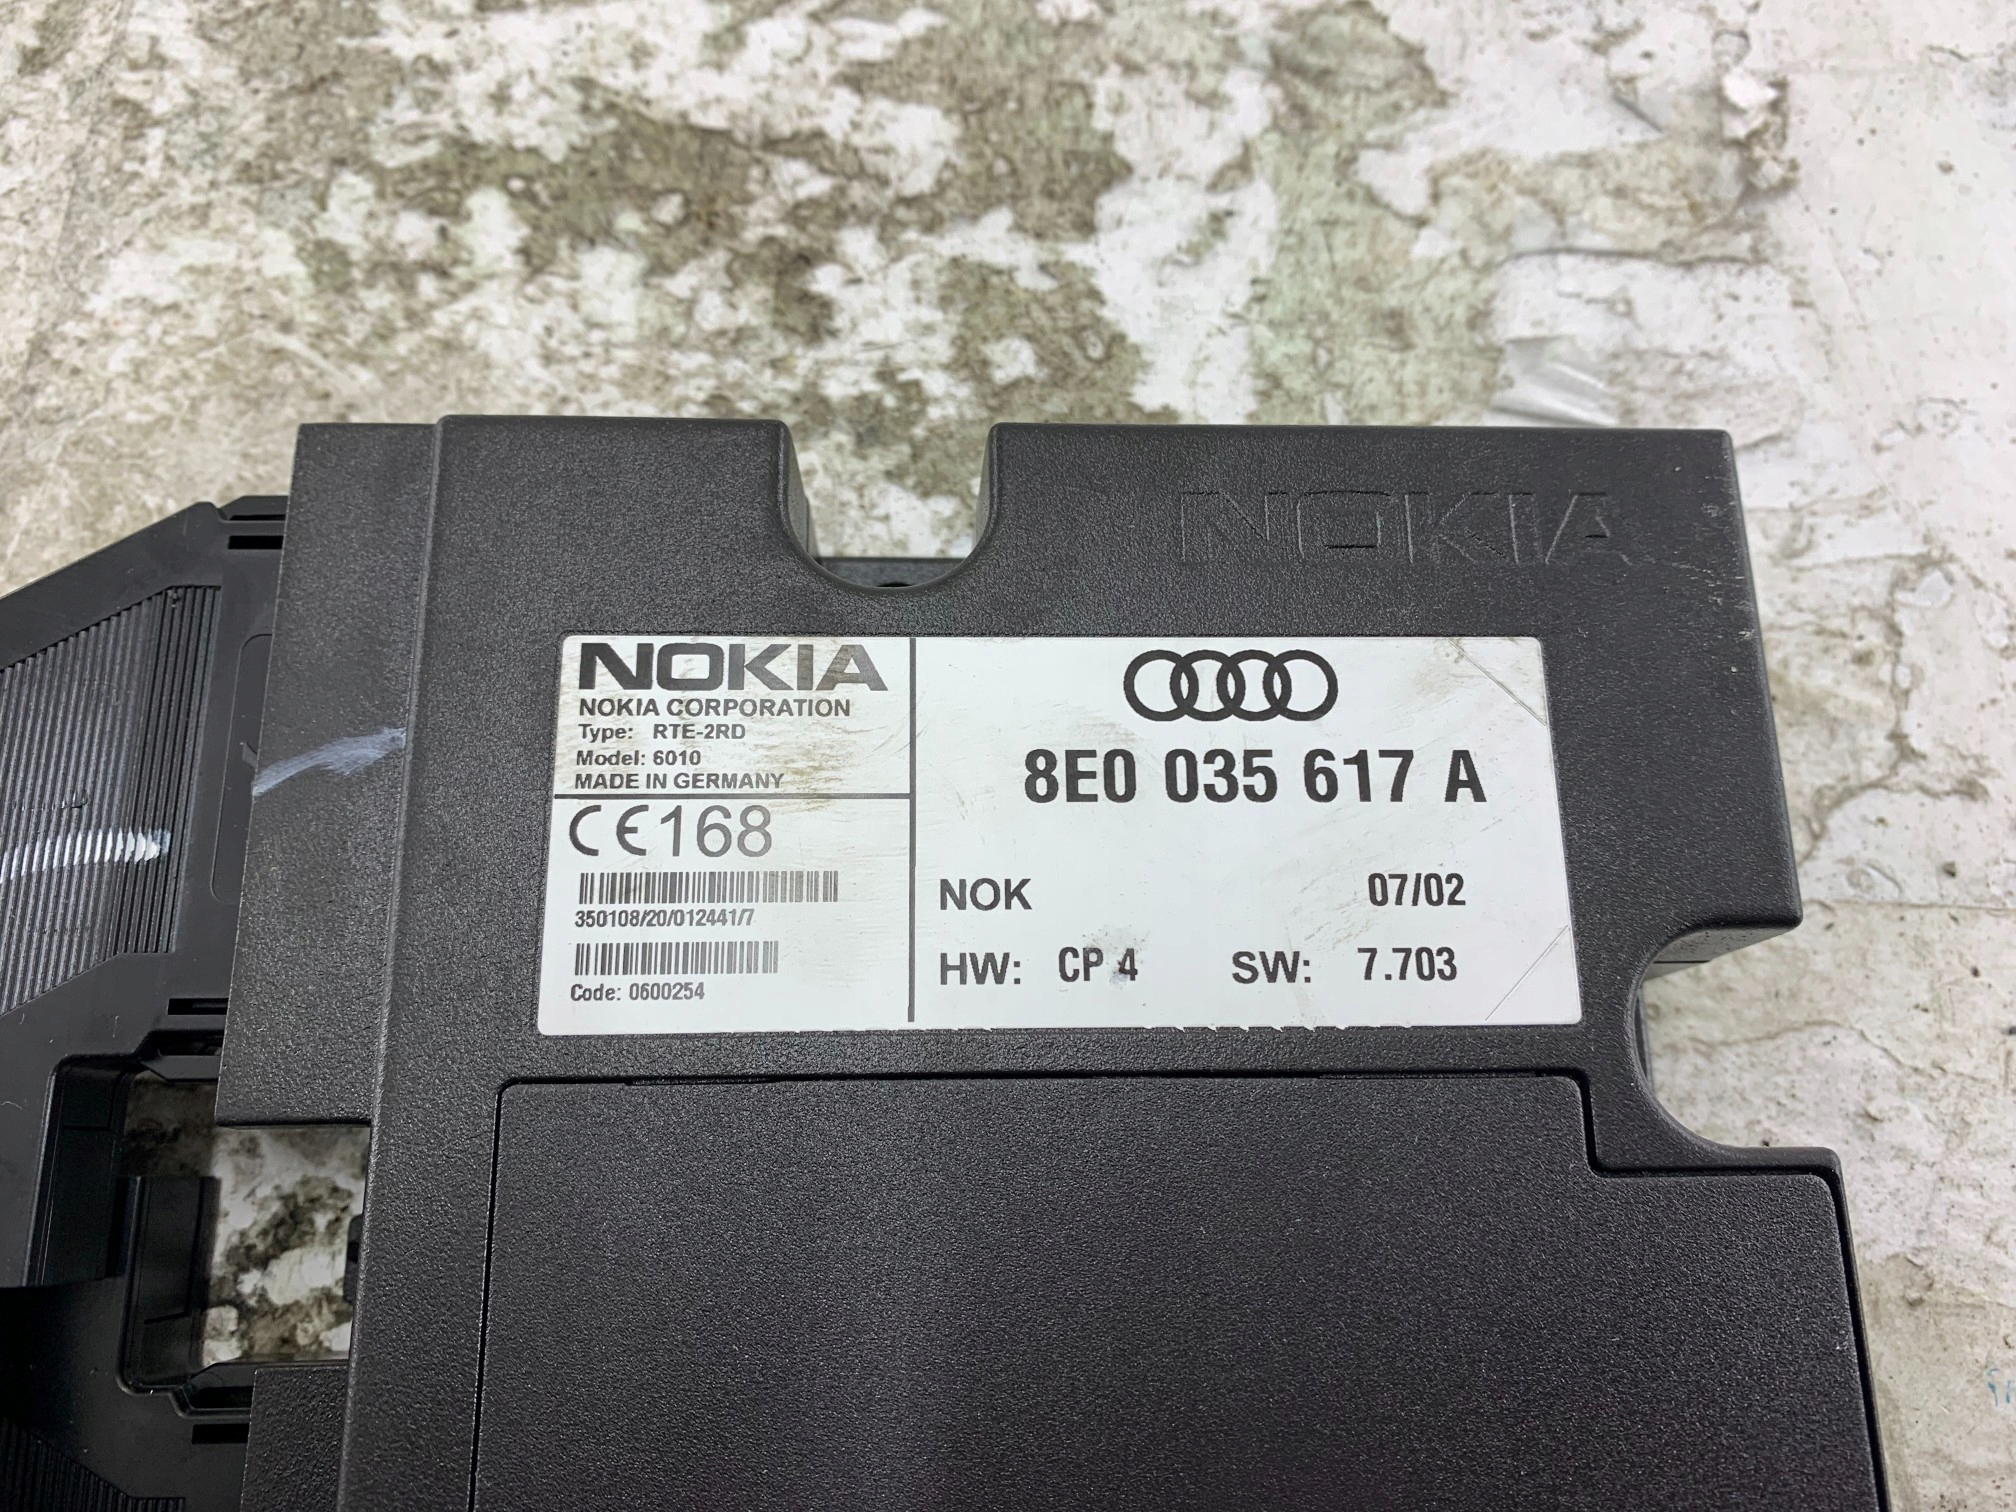 NOKIA
NOKIA
NOKIA CORPORATION
Type: RTE-2RD
Model: 6010
MADE IN GERMANY
CE168
350108/20/012441/7
Code: 0600254
8E0 035 617 A
NOK 07/02
HW: CP 4 SW: 7.703